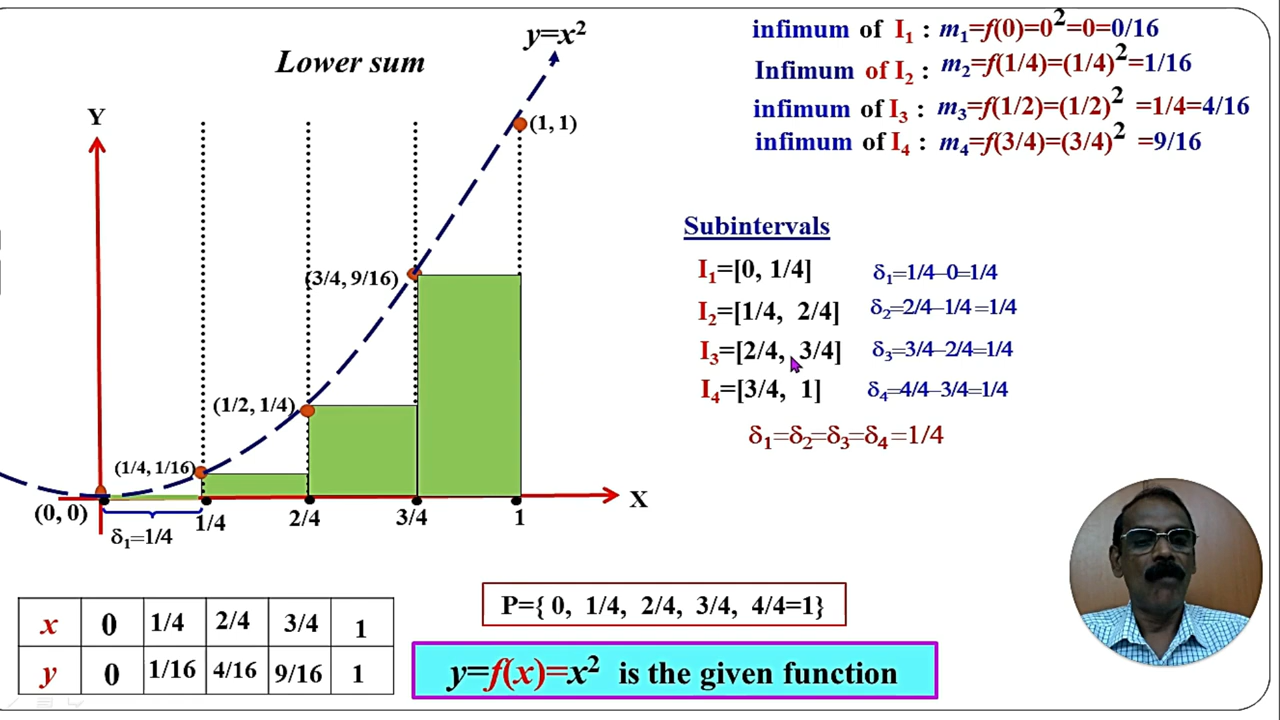 Lower sum
y=x²
Y
(1, 1)
(3/4, 9/16)
(1/2, 1/4)
(1/4, 1/16)
(0, 0)
1/4
2/4
3/4
1
X
δ₁=1/4
infimum of I₁ : m₁=f(0)=0²=0=0/16
Infimum of I₂ : m₂=f(1/4)=(1/4)²=1/16
infimum of I₃ : m₃=f(1/2)=(1/2)² =1/4=4/16
infimum of I₄ : m₄=f(3/4)=(3/4)² =9/16
Subintervals
I₁=[0, 1/4] δ₁=1/4–0=1/4
I₂=[1/4, 2/4] δ₂=2/4–1/4=1/4
I₃=[2/4, 3/4] δ₃=3/4–2/4=1/4
I₄=[3/4, 1] δ₄=4/4–3/4=1/4
δ₁=δ₂=δ₃=δ₄=1/4
x 0 1/4 2/4 3/4 1
y 0 1/16 4/16 9/16 1
P={ 0, 1/4, 2/4, 3/4, 4/4=1}
y=f(x)=x² is the given function